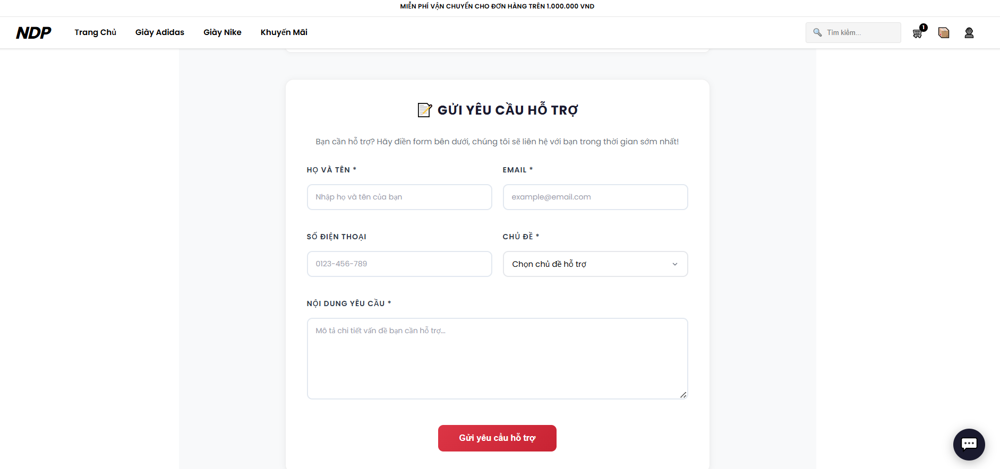 MIỄN PHÍ VẬN CHUYỂN CHO ĐƠN HÀNG TRÊN 1.000.000 VND
NDP
Trang Chủ
Giày Adidas
Giày Nike
Khuyến Mãi
Tìm kiếm...
1
GỬI YÊU CẦU HỖ TRỢ
Bạn cần hỗ trợ? Hãy điền form bên dưới, chúng tôi sẽ liên hệ với bạn trong thời gian sớm nhất!
HỌ VÀ TÊN *
EMAIL *
Nhập họ và tên của bạn
example@email.com
SỐ ĐIỆN THOẠI
CHỦ ĐỀ *
0123-456-789
Chọn chủ đề hỗ trợ
NỘI DUNG YÊU CẦU *
Mô tả chi tiết vấn đề bạn cần hỗ trợ...
Gửi yêu cầu hỗ trợ